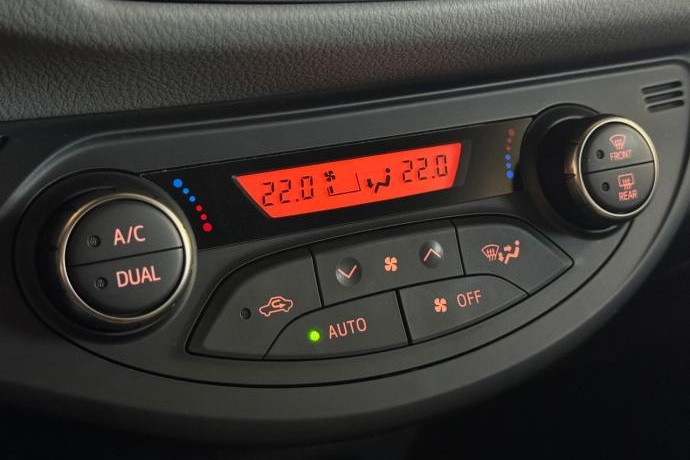 22.0 22.0
A/C
DUAL
FRONT
REAR
AUTO
OFF